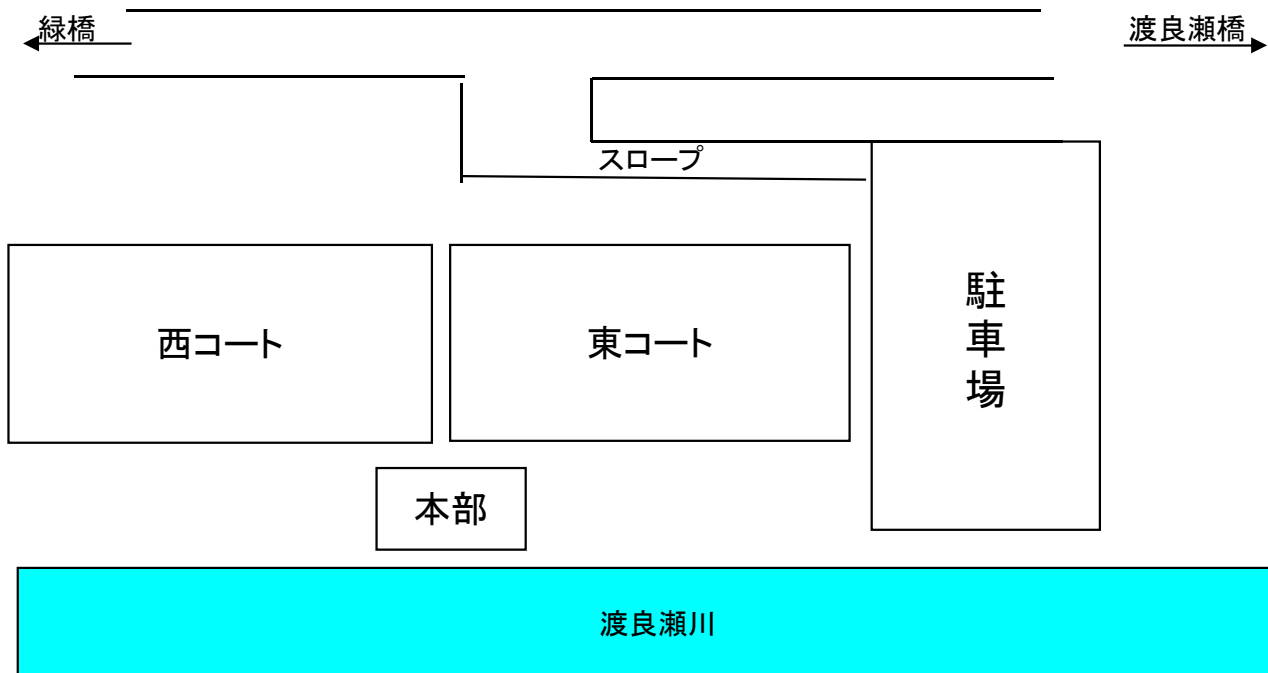 緑橋
渡良瀬橋
スロープ
西コート
東コート
駐車場
本部
渡良瀬川